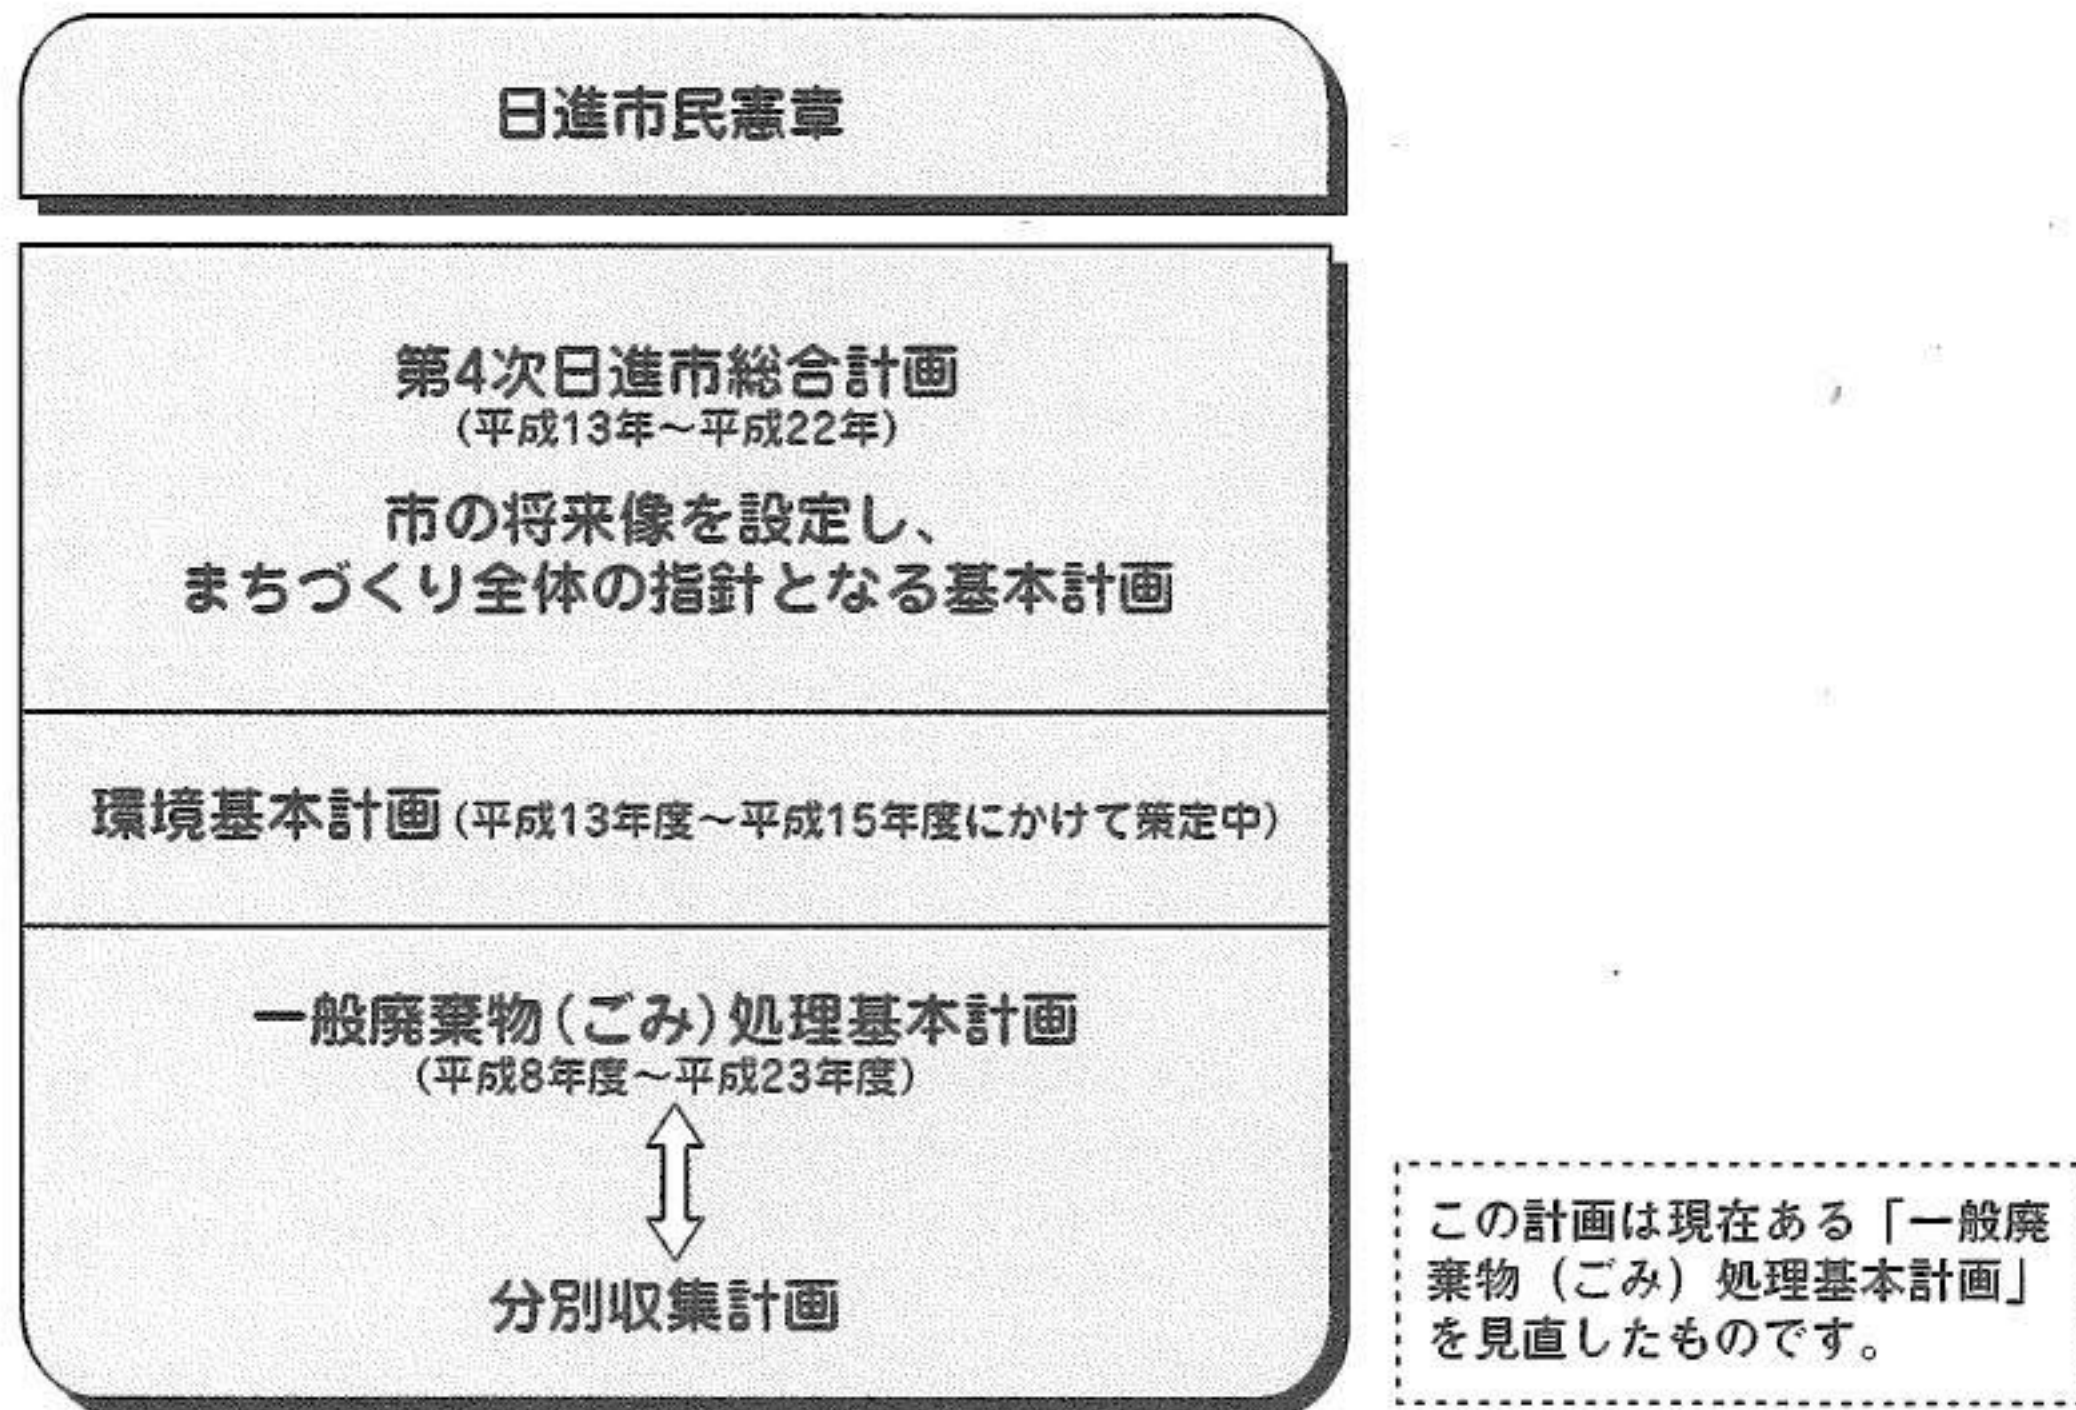 日進市民憲章
第4次日進市総合計画
(平成13年～平成22年)
市の将来像を設定し、
まちづくり全体の指針となる基本計画
環境基本計画(平成13年度～平成15年度にかけて策定中)
一般廃棄物(ごみ)処理基本計画
(平成8年度～平成23年度)
分別収集計画
この計画は現在ある「一般廃
棄物（ごみ）処理基本計画」
を見直したものです。